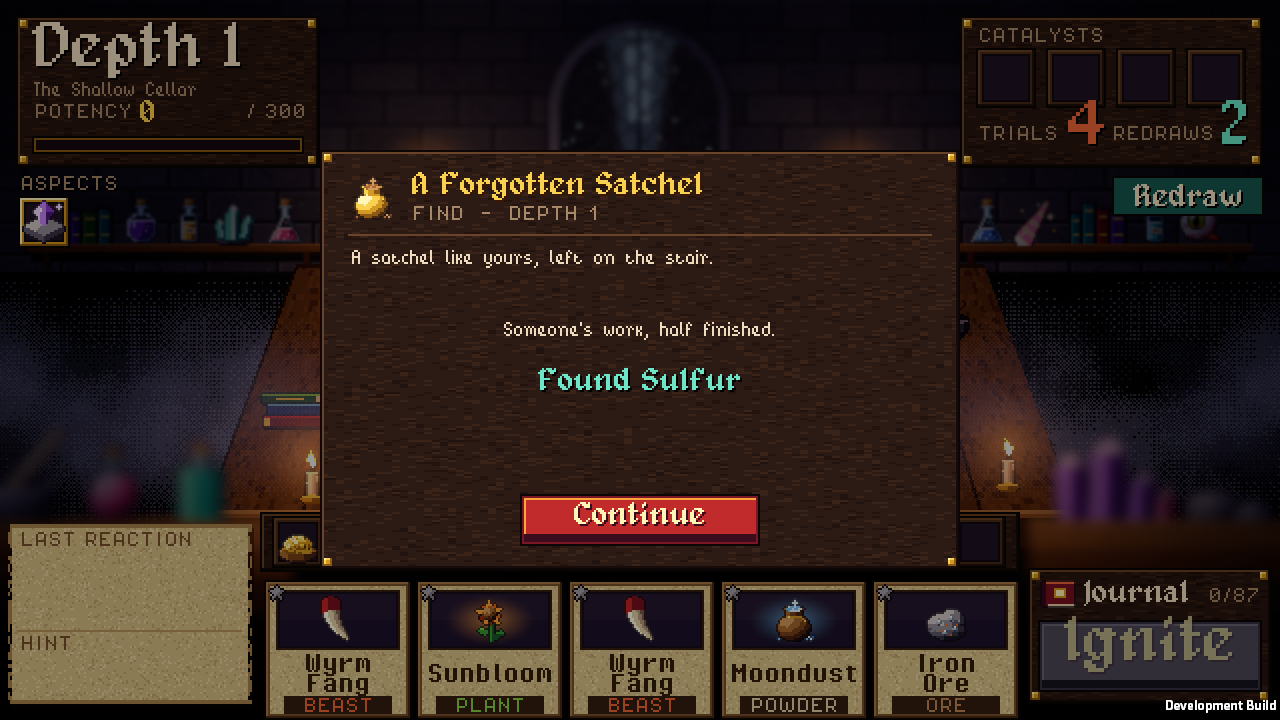 Depth 1
The Shallow Cellar
POTENCY 0 / 300
ASPECTS
CATALYSTS
TRIALS 4 REDRAWS 2
Redraw
A Forgotten Satchel
FIND - DEPTH 1
A satchel like yours, left on the stair.
Someone's work, half finished.
Found Sulfur
Continue
LAST REACTION
HINT
Wyrm
Fang
BEAST
Sunbloom
PLANT
Wyrm
Fang
BEAST
Moondust
POWDER
Iron
Ore
ORE
Journal 0/87
Ignite
Development Build